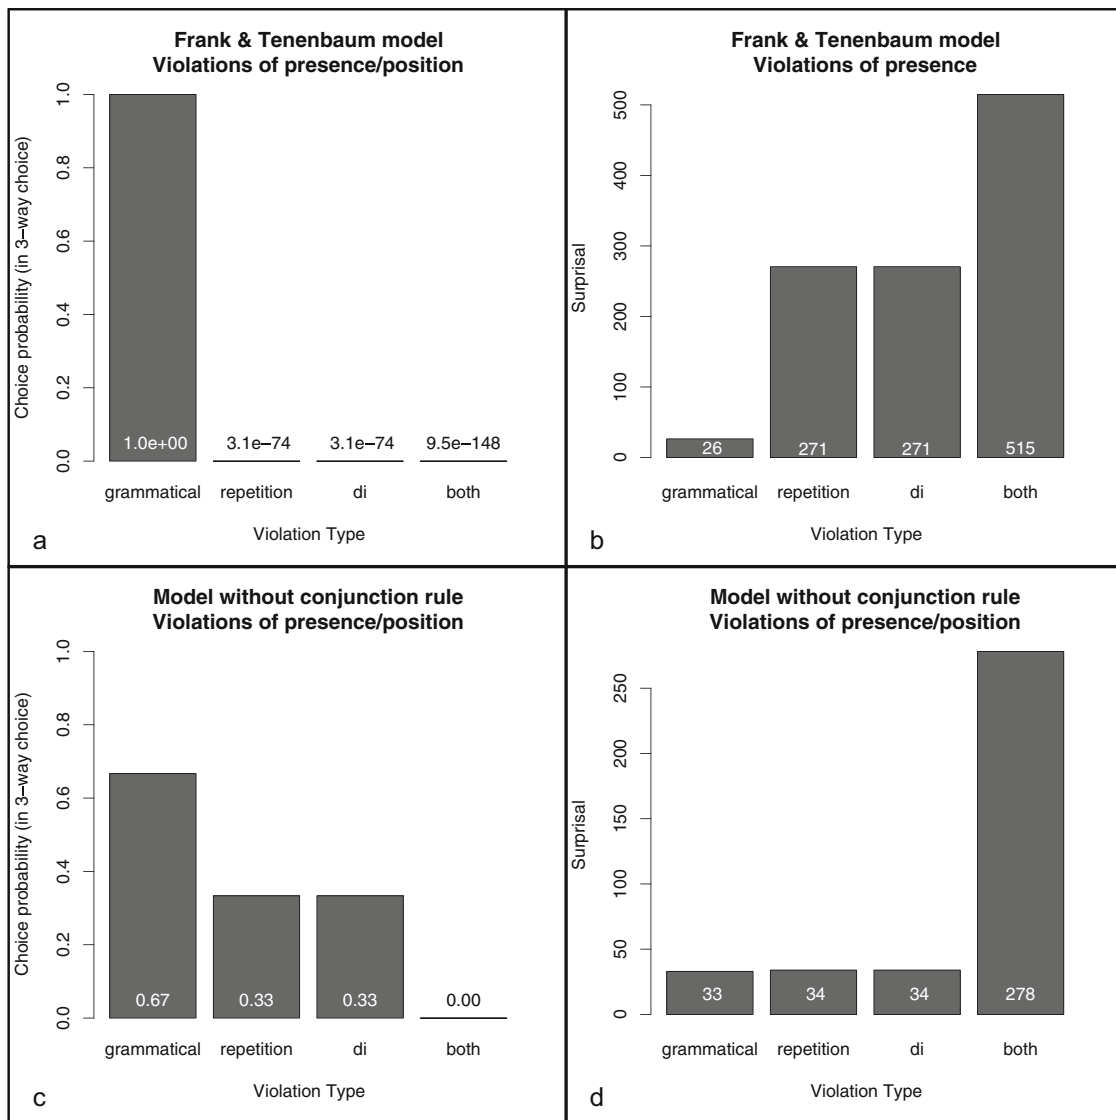 Frank & Tenenbaum model
Violations of presence/position
Choice probability (in 3–way choice)
1.0
0.8
0.6
0.4
0.2
0.0
1.0e+00
3.1e–74
3.1e–74
9.5e–148
grammatical
repetition
di
both
Violation Type
a
Frank & Tenenbaum model
Violations of presence
Surprisal
500
400
300
200
100
0
26
271
271
515
grammatical
repetition
di
both
Violation Type
b
Model without conjunction rule
Violations of presence/position
Choice probability (in 3–way choice)
1.0
0.8
0.6
0.4
0.2
0.0
0.67
0.33
0.33
0.00
grammatical
repetition
di
both
Violation Type
c
Model without conjunction rule
Violations of presence/position
Surprisal
250
200
150
100
50
0
33
34
34
278
grammatical
repetition
di
both
Violation Type
d